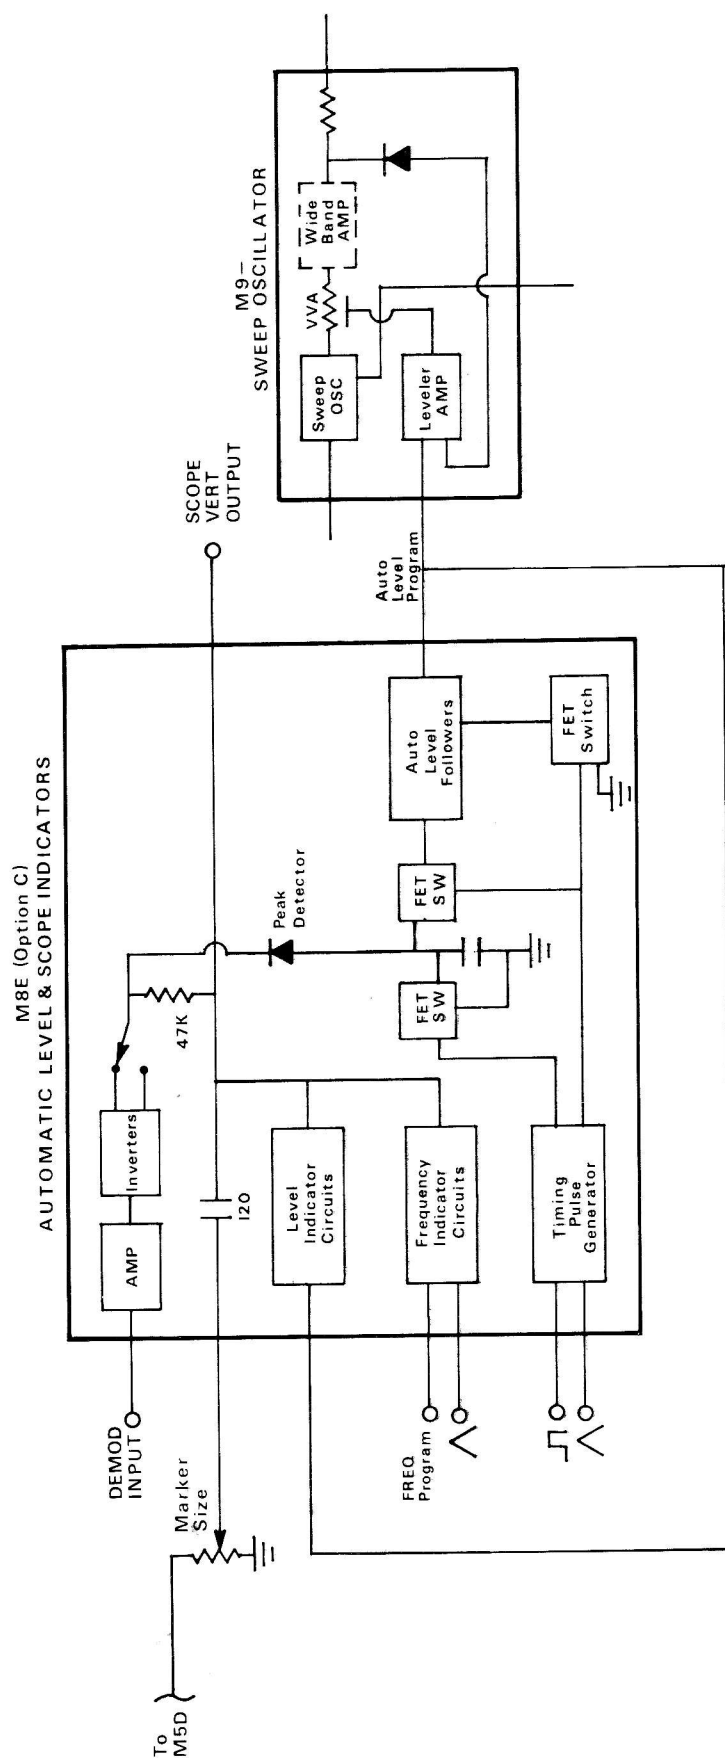 M8E (Option C)
AUTOMATIC LEVEL & SCOPE INDICATORS
M9-
SWEEP OSCILLATOR
To
M5D
Marker
Size
DEMOD
INPUT
AMP
Inverters
47K
120
SCOPE
VERT
OUTPUT
Peak
Detector
Level
Indicator
Circuits
FREQ
Program
Frequency
Indicator
Circuits
Timing
Pulse
Generator
FET
SW
FET
SW
Auto
Level
Followers
FET
Switch
Auto
Level
Program
Sweep
OSC
VVA
Wide
Band
AMP
Leveler
AMP